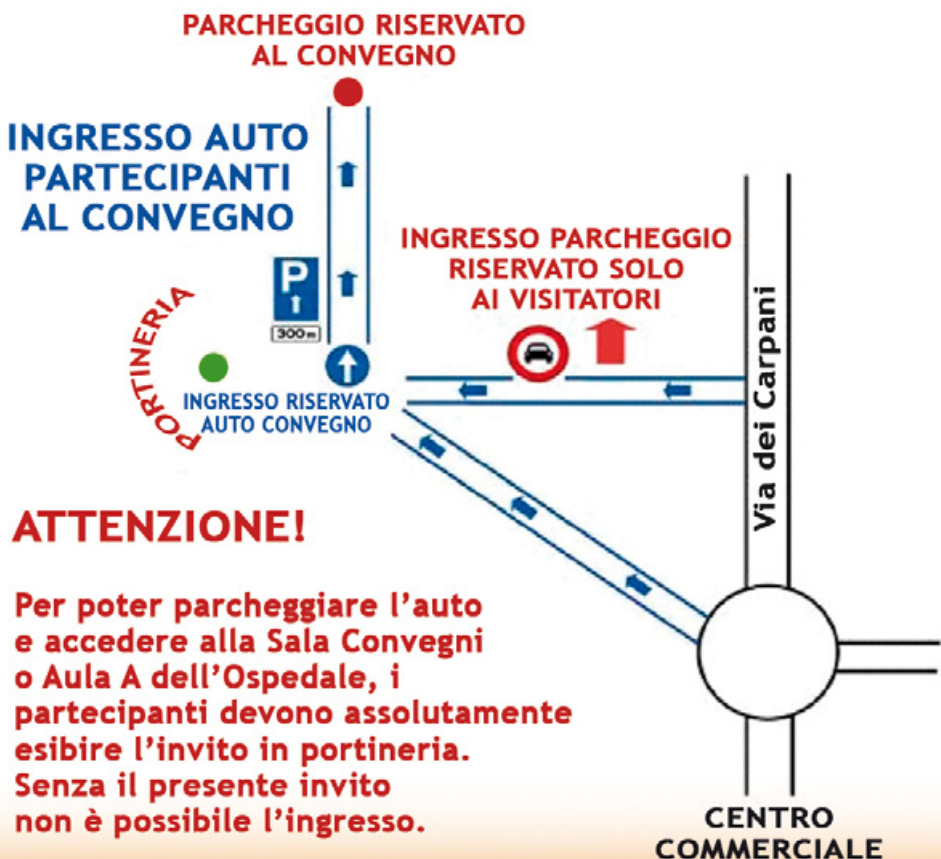 PARCHEGGIO RISERVATO
AL CONVEGNO
INGRESSO AUTO
PARTECIPANTI
AL CONVEGNO
INGRESSO PARCHEGGIO
RISERVATO SOLO
AI VISITATORI
P
300m
PORTINERIA
INGRESSO RISERVATO
AUTO CONVEGNO
Via dei Carpani
ATTENZIONE!
Per poter parcheggiare l'auto
e accedere alla Sala Convegni
o Aula A dell'Ospedale, i
partecipanti devono assolutamente
esibire l'invito in portineria.
Senza il presente invito
non è possibile l'ingresso.
CENTRO
COMMERCIALE